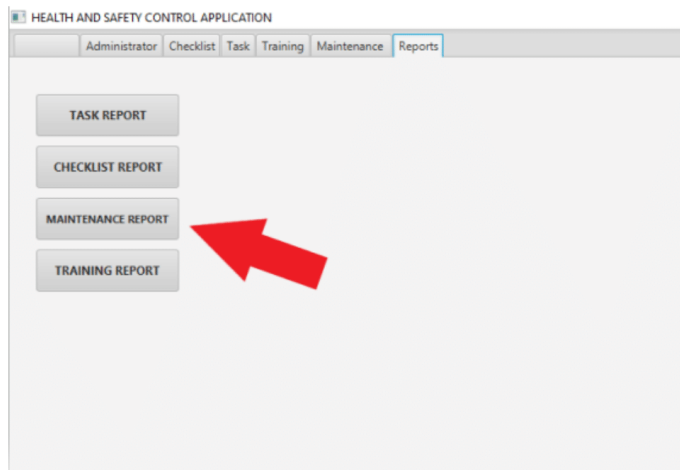 HEALTH AND SAFETY CONTROL APPLICATION
Administrator Checklist Task Training Maintenance Reports
TASK REPORT
CHECKLIST REPORT
MAINTENANCE REPORT
TRAINING REPORT